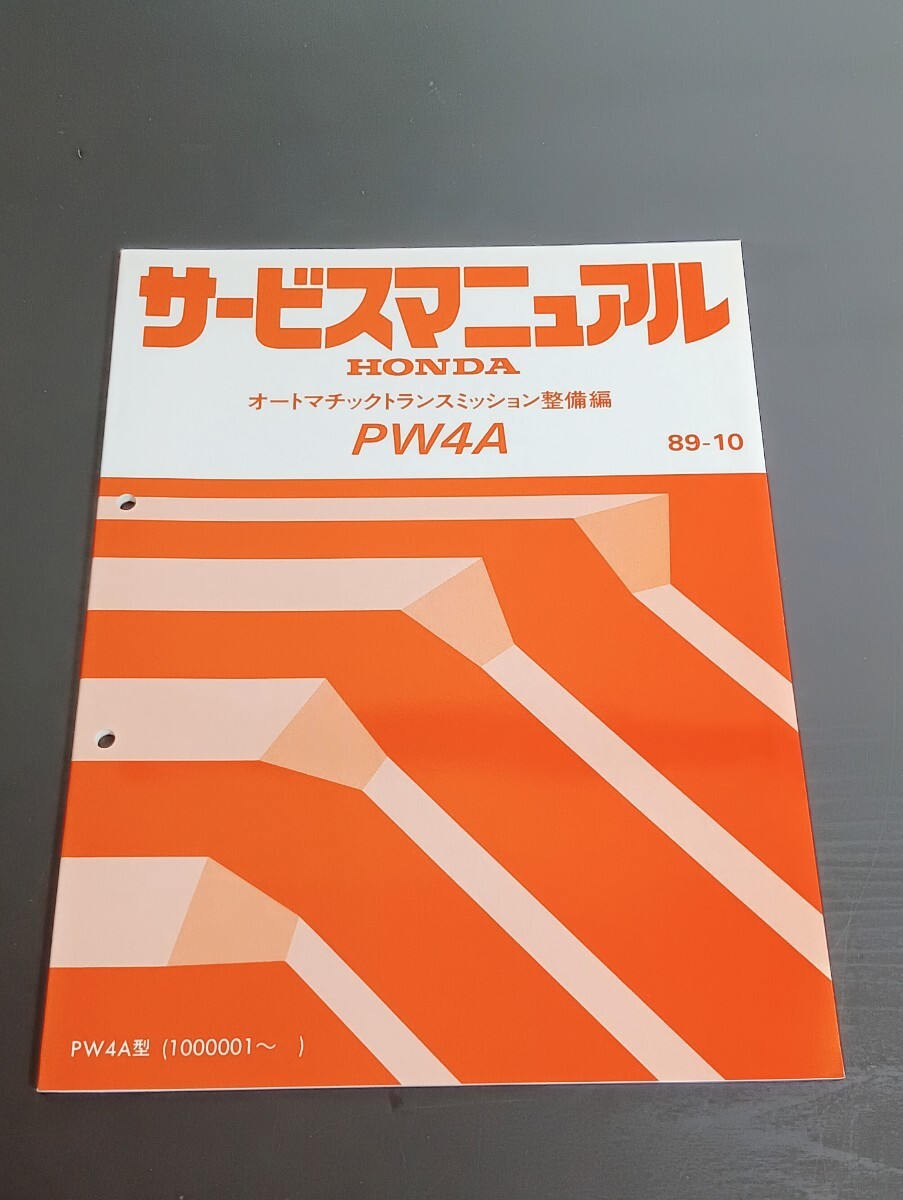 サービスマニュアル
HONDA
オートマチックトランスミッション整備編
PW4A 89-10
PW4A型 (1000001～ )